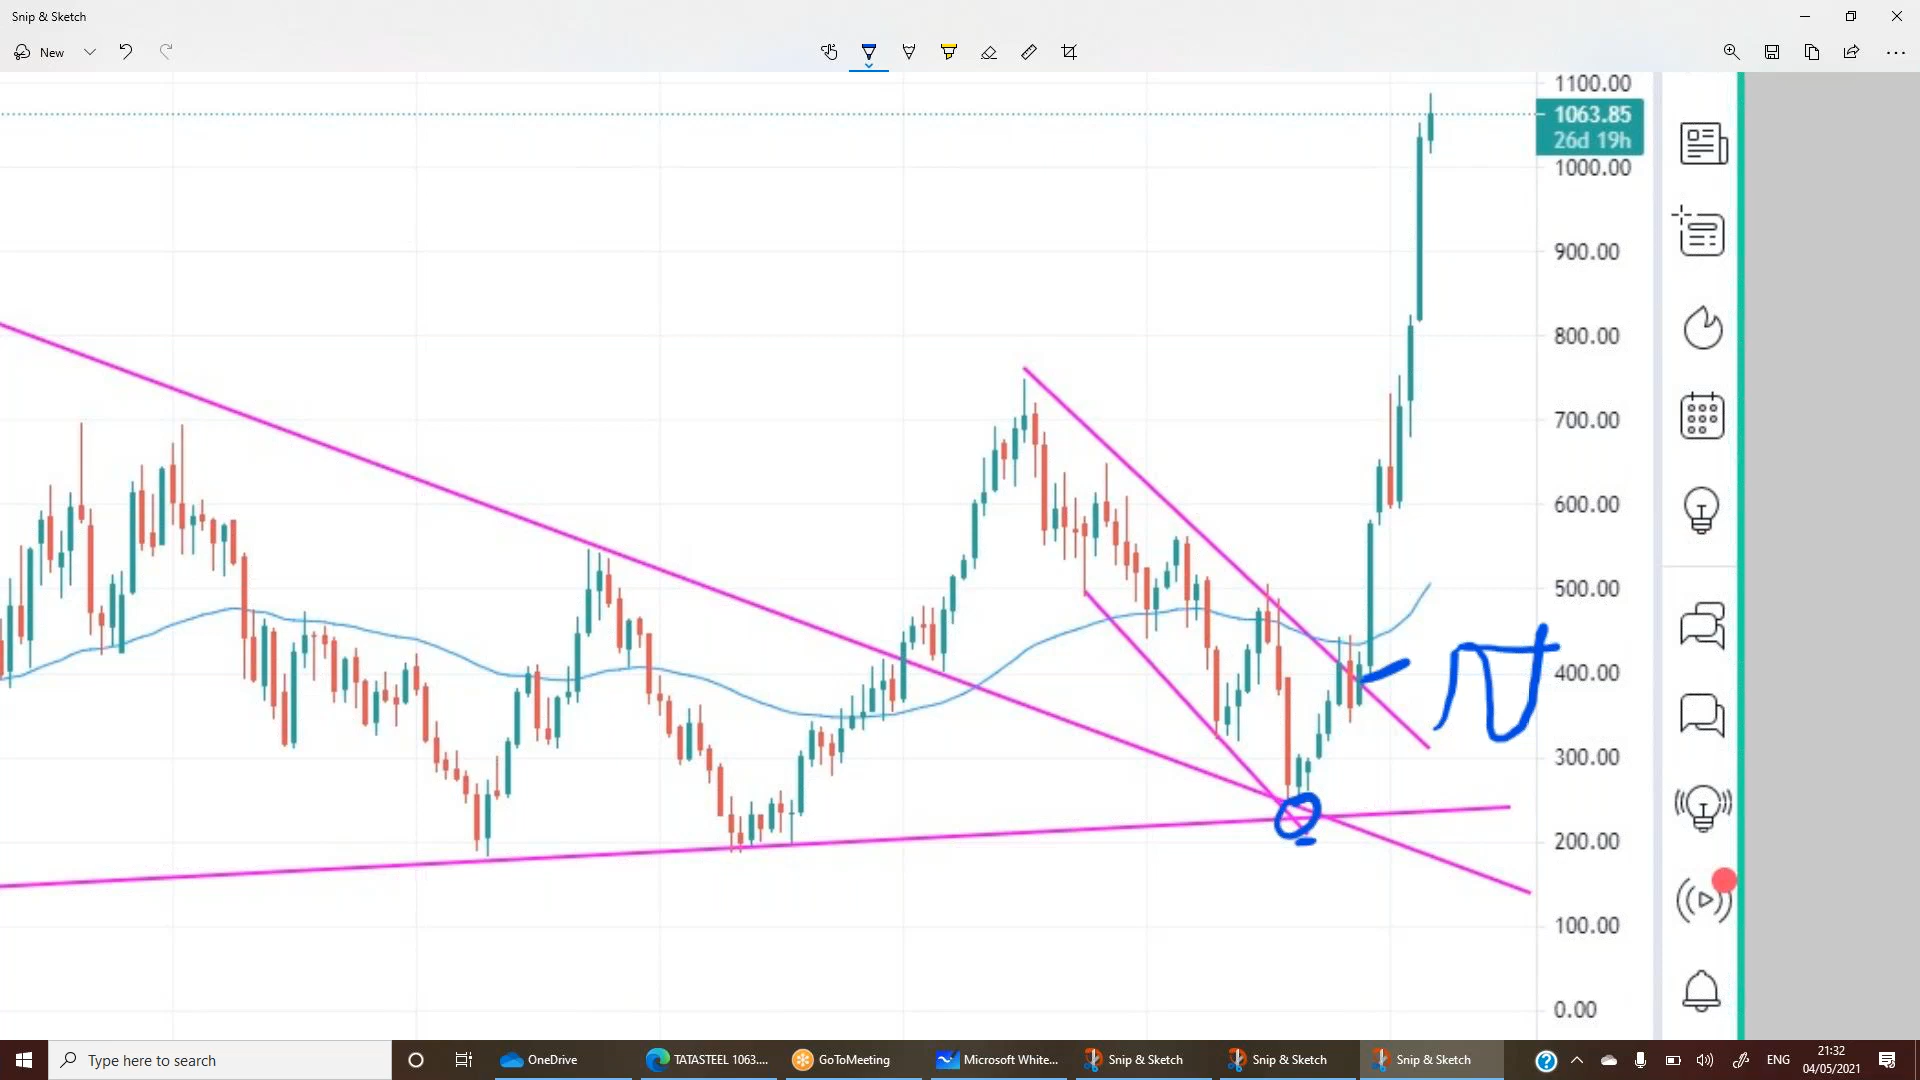 Snip & Sketch
New
1100.00
1063.85
26d 19h
1000.00
900.00
800.00
700.00
600.00
500.00
400.00
300.00
200.00
100.00
0.00
Type here to search
OneDrive
TATASTEEL 1063....
GoToMeeting
Microsoft White...
Snip & Sketch
Snip & Sketch
Snip & Sketch
ENG
21:32
04/05/2021